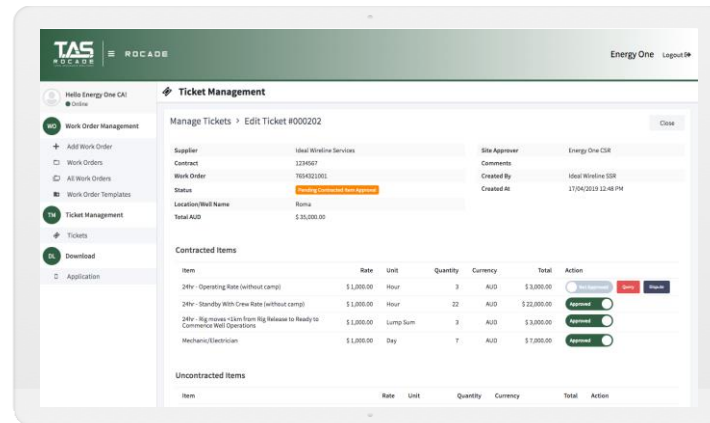 TAS
ROCADE
≡ ROCADE
Energy One Logout
Hello Energy One CA!
Online
WO Work Order Management
Add Work Order
Work Orders
All Work Orders
Work Order Templates
TM Ticket Management
Tickets
DL Download
Application
Ticket Management
Manage Tickets > Edit Ticket #000202
Close
Supplier Ideal Wireline Services Site Approver Energy One CSR
Contract 1234567 Comments
Work Order 7654321001 Created By Ideal Wireline SSR
Status Pending Contracted Item Approval Created At 17/04/2019 12:48 PM
Location/Well Name Roma
Total AUD $ 35,000.00
Contracted Items
Item Rate Unit Quantity Currency Total Action
24hr - Operating Rate (without camp) $ 1,000.00 Hour 3 AUD $ 3,000.00 Not Approved Query Dispute
24hr - Standby With Crew Rate (without camp) $ 1,000.00 Hour 22 AUD $ 22,000.00 Approved
24hr - Rig moves <1km from Rig Release to Ready to
Commence Well Operations $ 1,000.00 Lump Sum 3 AUD $ 3,000.00 Approved
Mechanic/Electrician $ 1,000.00 Day 7 AUD $ 7,000.00 Approved
Uncontracted Items
Item Rate Unit Quantity Currency Total Action